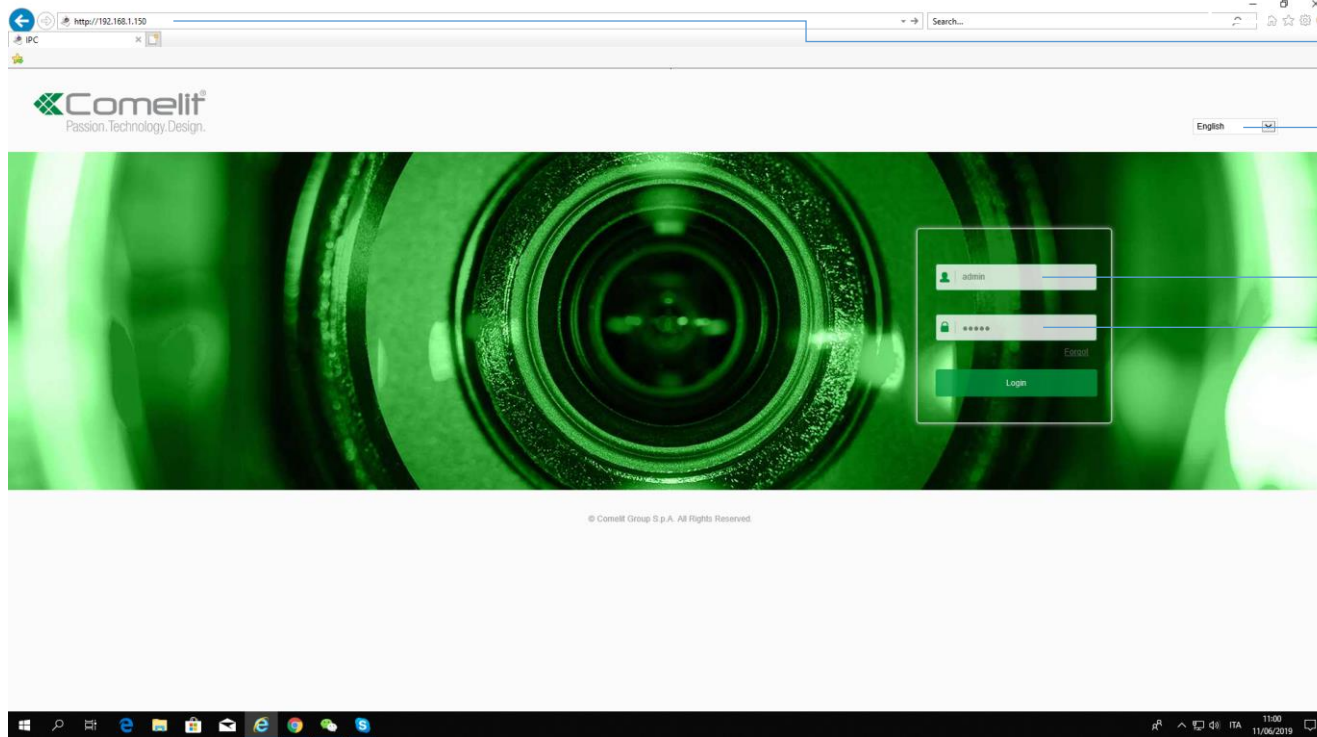 http://192.168.1.150
Search...
IPC
Comelit®
Passion.Technology.Design.
English
admin
Forgot
Login
© Comelit Group S.p.A. All Rights Reserved.
ITA
11:00
11/06/2019